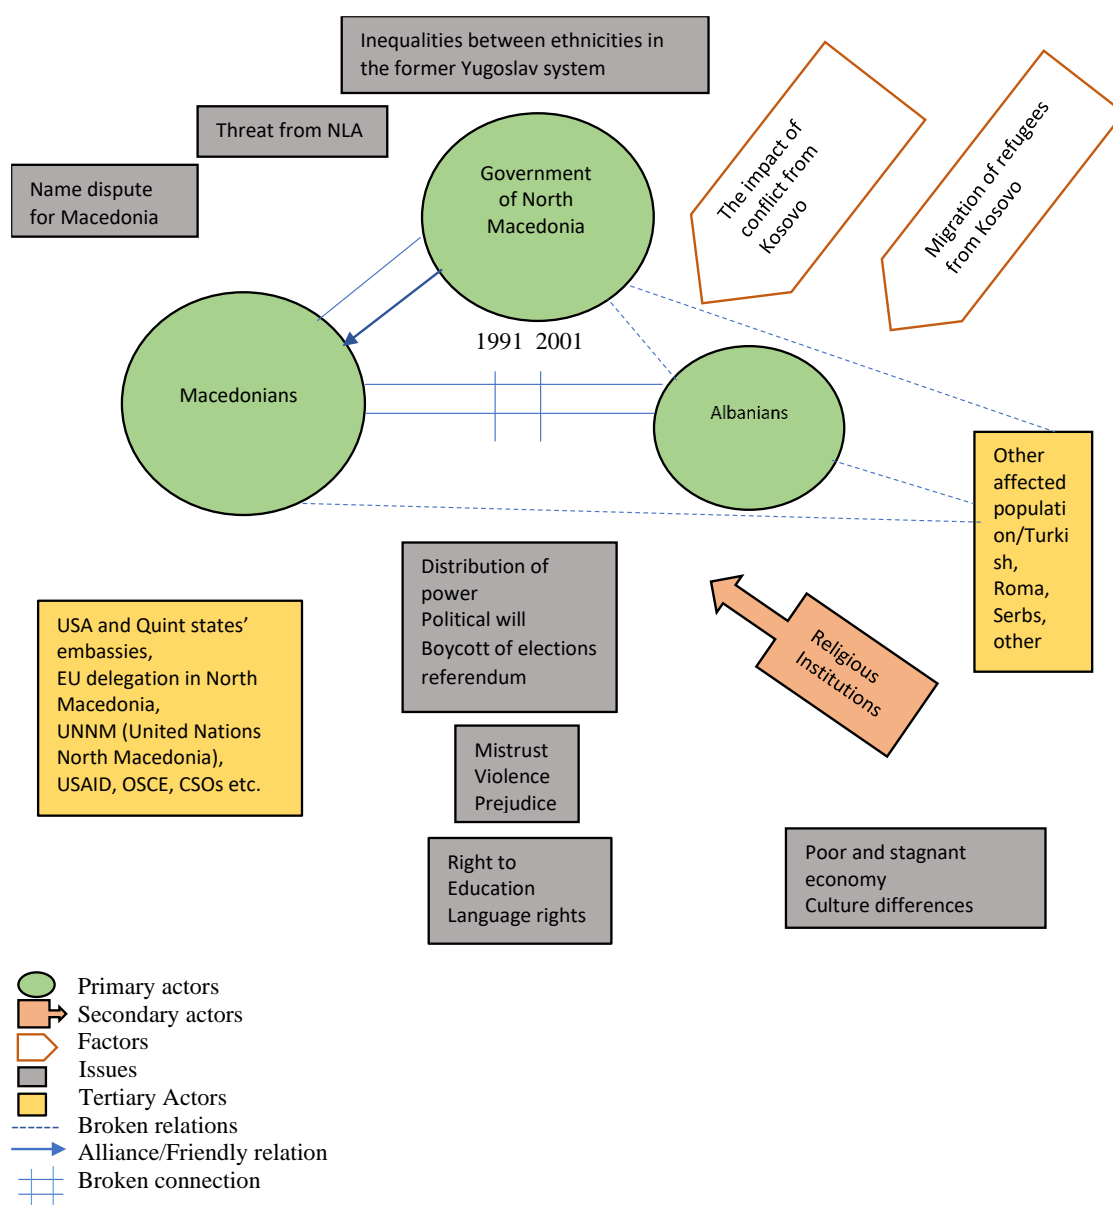 Inequalities between ethnicities in
the former Yugoslav system
Threat from NLA
Name dispute
for Macedonia
Government
of North
Macedonia
The impact of
conflict from
Kosovo
Migration of refugees
from Kosovo
1991 2001
Macedonians
Albanians
Other
affected
populati
on/Turki
sh,
Roma,
Serbs,
other
Distribution of
power
Political will
Boycott of elections
referendum
Religious
Institutions
USA and Quint states’
embassies,
EU delegation in North
Macedonia,
UNNM (United Nations
North Macedonia),
USAID, OSCE, CSOs etc.
Mistrust
Violence
Prejudice
Right to
Education
Language rights
Poor and stagnant
economy
Culture differences
Primary actors
Secondary actors
Factors
Issues
Tertiary Actors
Broken relations
Alliance/Friendly relation
Broken connection